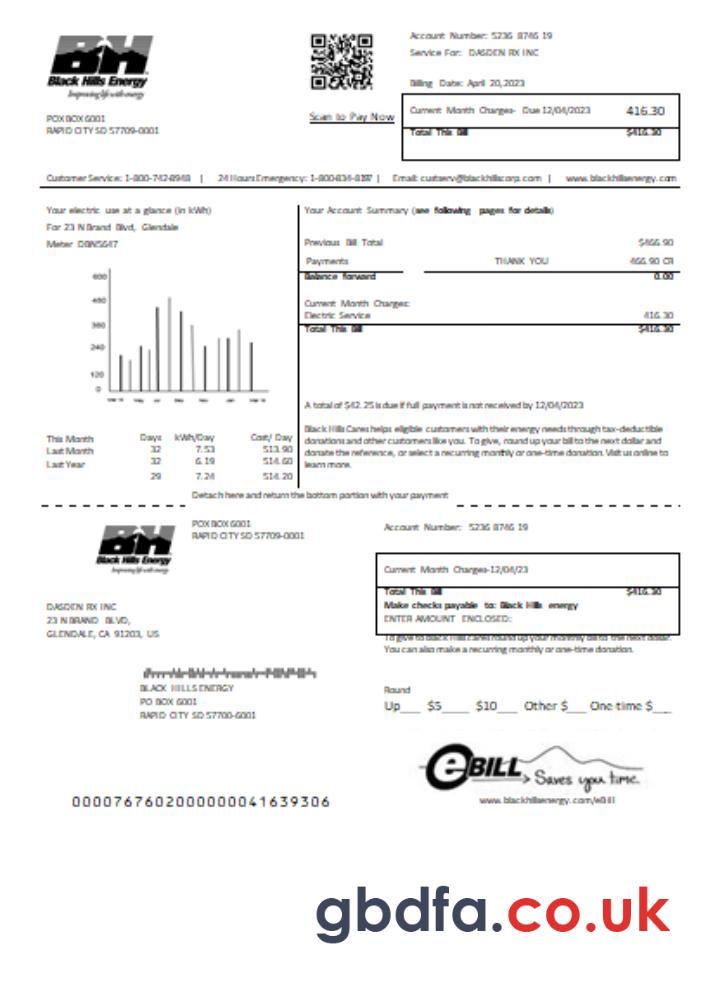 BH
Black Hills Energy
Improving life with energy
POX BOX 6001
RAPID CITY SD 57709-0001
Scan to Pay Now
Account Number: 5236 8746 19
Service For: DASDEN RX INC
Billing Date: April 20,2023
Current Month Charges- Due 12/04/2023 416.30
Total This Bill $416.30
Customer Service: 1-800-742-8948 | 24 Hours Emergency: | Email: custserv@blackhillscorp.com | www.blackhillsenergy.com
Your electric use at a glance (in kWh)
For 23 N Brand Blvd, Glendale
Meter DBN5647
600
480
360
240
120
0
Your Account Summary (see following pages for details)
Previous Bill Total $466.90
Payments THANK YOU 466.90 CR
Balance forward 0.00
Current Month Charges:
Electric Service 416.30
Total This Bill $416.30
A total of $42.25 is due if full payment is not received by 12/04/2023
Black Hills Cares helps eligible customers with their energy needs through tax-deductible
donations and other customers like you. To give, round up your bill to the next dollar and
donate the reference, or select a recurring monthly or one-time donation. Visit us online to
learn more.
Days kWh/Day Cost/ Day
This Month 32 7.53 $13.90
Last Month 32 6.19 $14.60
Last Year
29 7.24 $14.20
Detach here and return the bottom portion with your payment
BH
Black Hills Energy
Improving life with energy
POX BOX 6001
RAPID CITY SD 57709-0001
Account Number: 5236 8746 19
Current Month Charges-12/04/23
Total This Bill $416.30
Make checks payable to: Black Hills energy
ENTER AMOUNT ENCLOSED:
To give to Black Hill cares round up your monthly bill to the next dollar.
You can also make a recurring monthly or one-time donation.
DASDEN RX INC
23 N BRAND BLVD,
GLENDALE, CA 91203, US
BLACK HILLS ENERGY
PO BOX 6001
RAPID CITY SD 57700-6001
Round
Up___ $5____ $10___ Other $___ One time $___
eBILL Saves you time.
www.blackhillsenergy.com/eBill
00007676020000000041639306
gbdfa.co.uk